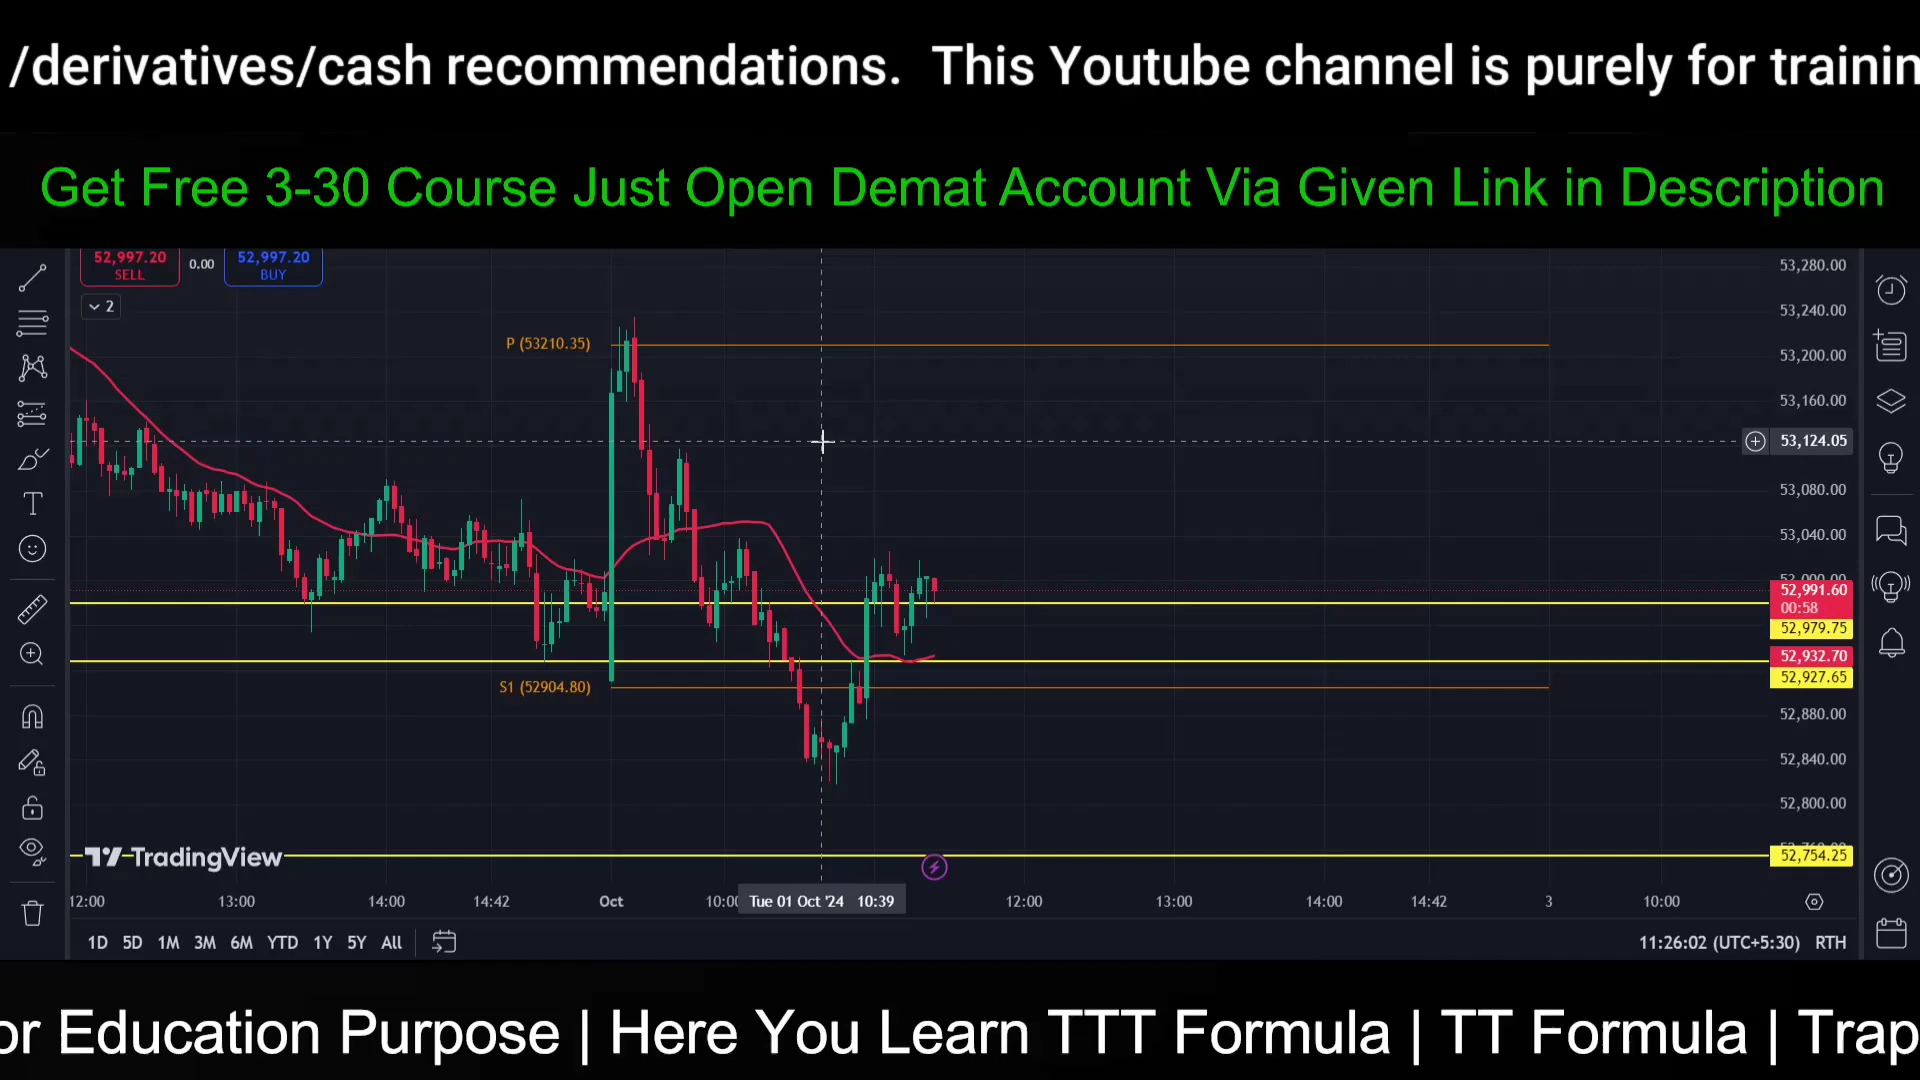 /derivatives/cash recommendations. This Youtube channel is purely for trainin
Get Free 3-30 Course Just Open Demat Account Via Given Link in Description
52,997.20 SELL
0.00
52,997.20 BUY
2
P (53210.35)
S1 (52904.80)
53,280.00
53,240.00
53,200.00
53,160.00
53,124.05
53,080.00
53,040.00
52,991.60
00:58
52,979.75
52,932.70
52,927.65
52,880.00
52,840.00
52,800.00
52,754.25
TradingView
12:00 13:00 14:00 14:42 Oct 10:00 Tue 01 Oct '24 10:39 12:00 13:00 14:00 14:42 3 10:00
1D 5D 1M 3M 6M YTD 1Y 5Y All
11:26:02 (UTC+5:30) RTH
or Education Purpose | Here You Learn TTT Formula | TT Formula | Trap